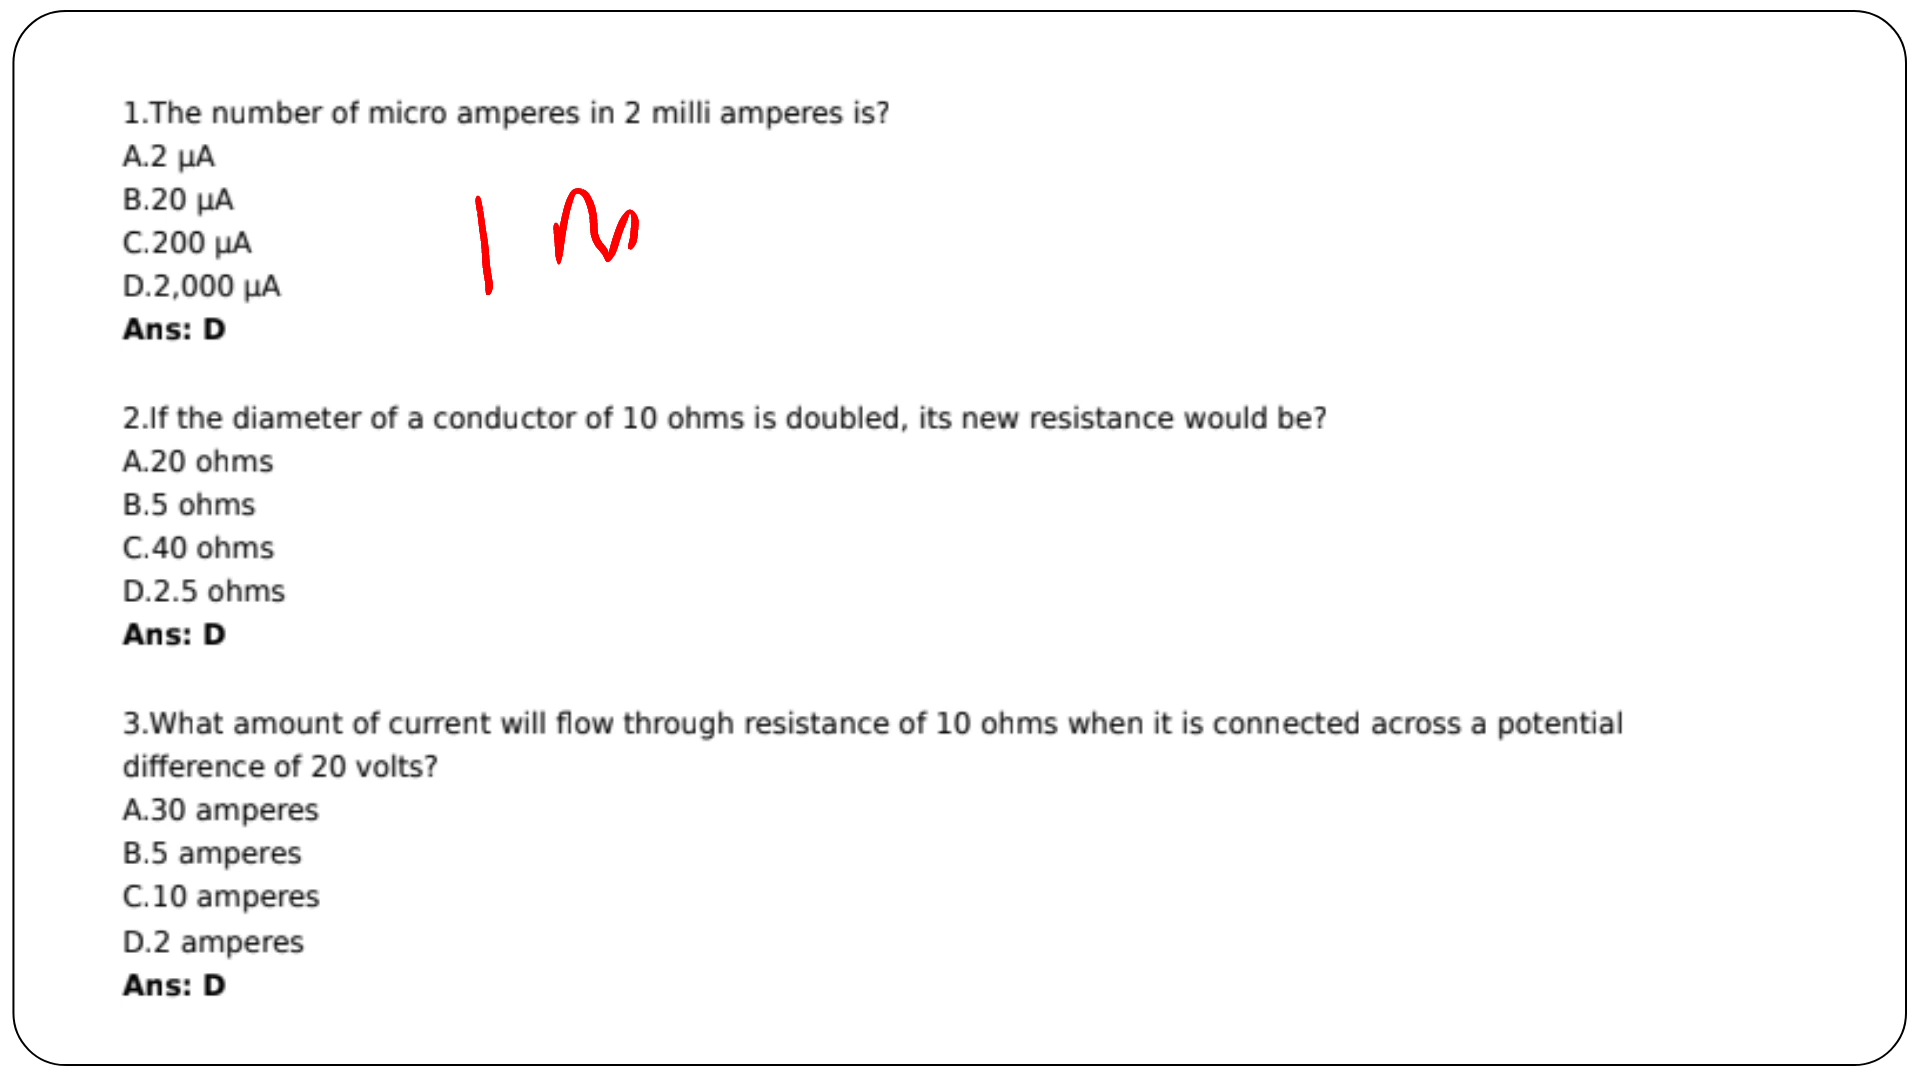 1.The number of micro amperes in 2 milli amperes is?
A.2 µA
B.20 µA
C.200 µA
D.2,000 µA
1 m
Ans: D
2.If the diameter of a conductor of 10 ohms is doubled, its new resistance would be?
A.20 ohms
B.5 ohms
C.40 ohms
D.2.5 ohms
Ans: D
3.What amount of current will flow through resistance of 10 ohms when it is connected across a potential
difference of 20 volts?
A.30 amperes
B.5 amperes
C.10 amperes
D.2 amperes
Ans: D